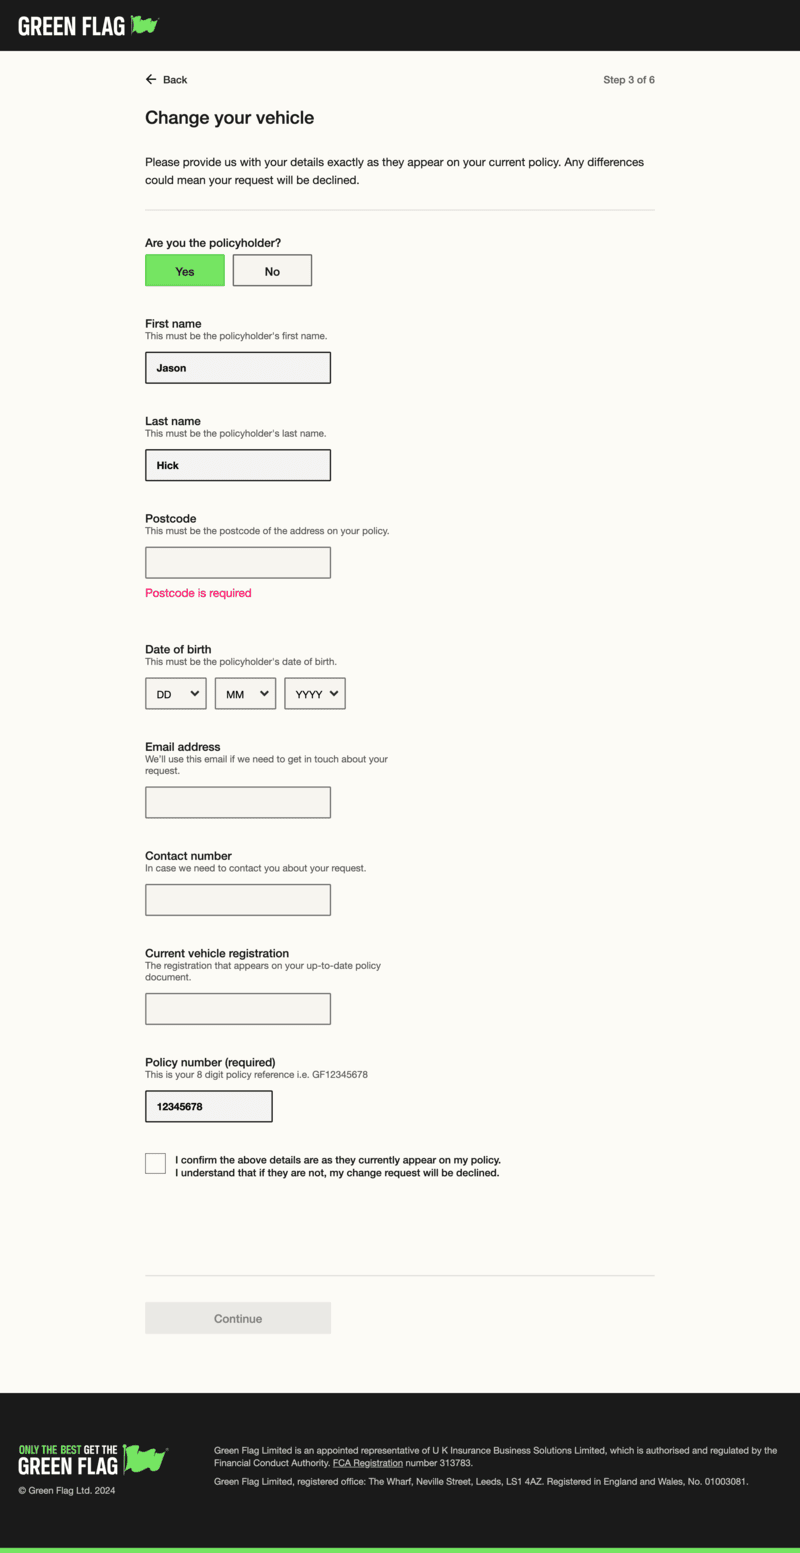 GREEN FLAG
Back
Step 3 of 6
Change your vehicle
Please provide us with your details exactly as they appear on your current policy. Any differences
could mean your request will be declined.
Are you the policyholder?
Yes
No
First name
This must be the policyholder's first name.
Jason
Last name
This must be the policyholder's last name.
Hick
Postcode
This must be the postcode of the address on your policy.
Postcode is required
Date of birth
This must be the policyholder's date of birth.
DD
MM
YYYY
Email address
We'll use this email if we need to get in touch about your
request.
Contact number
In case we need to contact you about your request.
Current vehicle registration
The registration that appears on your up-to-date policy
document.
Policy number (required)
This is your 8 digit policy reference i.e. GF12345678
12345678
I confirm the above details are as they currently appear on my policy.
I understand that if they are not, my change request will be declined.
Continue
ONLY THE BEST GET THE
GREEN FLAG
© Green Flag Ltd. 2024
Green Flag Limited is an appointed representative of U K Insurance Business Solutions Limited, which is authorised and regulated by the
Financial Conduct Authority. FCA Registration number 313783.
Green Flag Limited, registered office: The Wharf, Neville Street, Leeds, LS1 4AZ. Registered in England and Wales, No. 01003081.